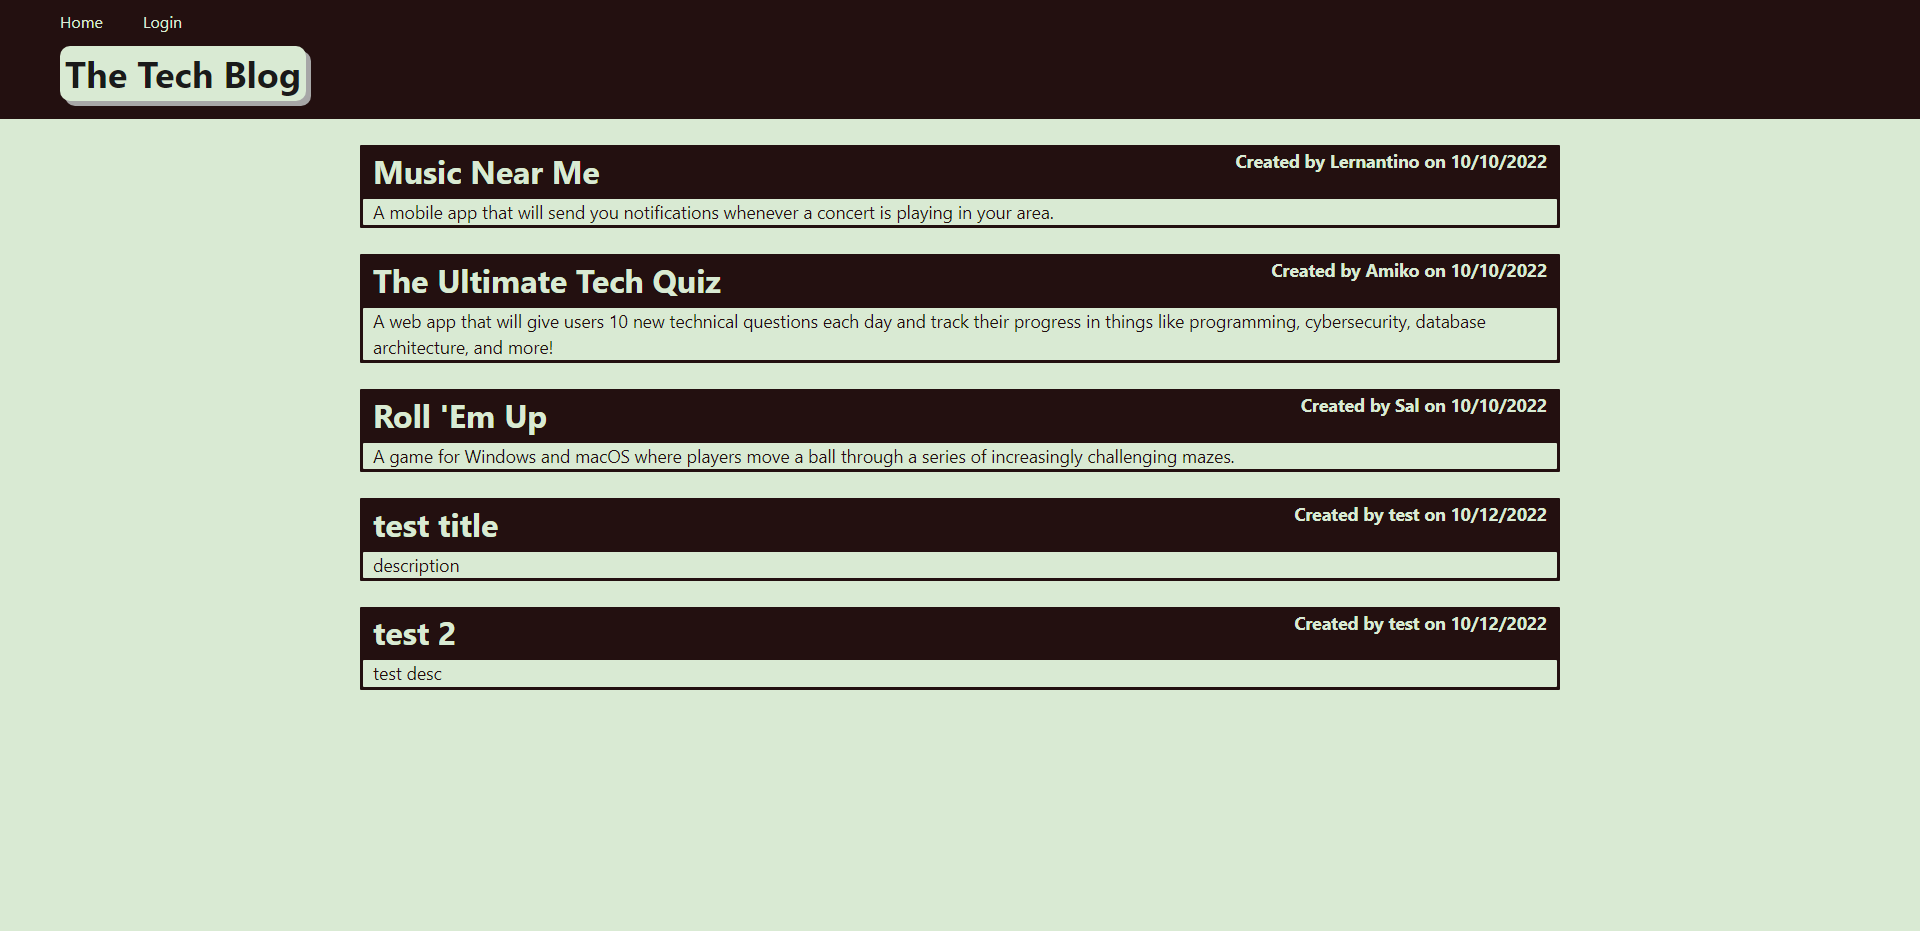 Home Login
The Tech Blog
Music Near Me Created by Lernantino on 10/10/2022
A mobile app that will send you notifications whenever a concert is playing in your area.
The Ultimate Tech Quiz Created by Amiko on 10/10/2022
A web app that will give users 10 new technical questions each day and track their progress in things like programming, cybersecurity, database
architecture, and more!
Roll 'Em Up Created by Sal on 10/10/2022
A game for Windows and macOS where players move a ball through a series of increasingly challenging mazes.
test title Created by test on 10/12/2022
description
test 2 Created by test on 10/12/2022
test desc